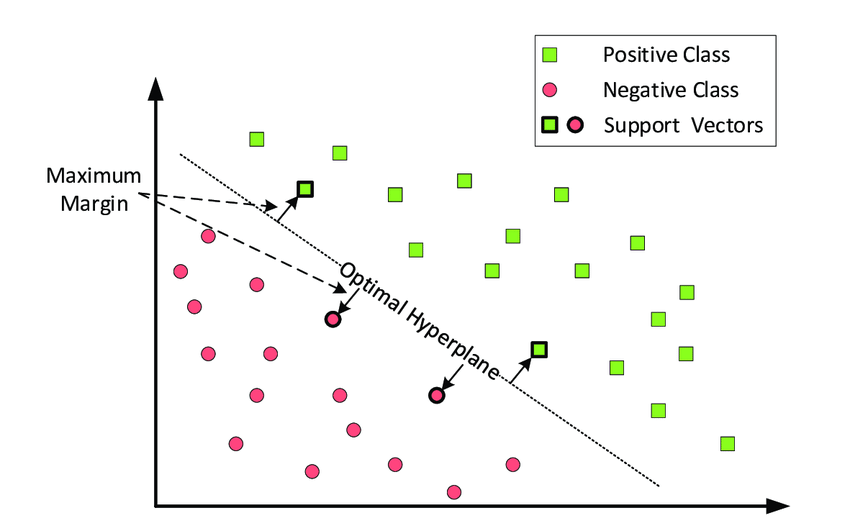 Positive Class
Negative Class
Support Vectors
Maximum
Margin
Optimal Hyperplane